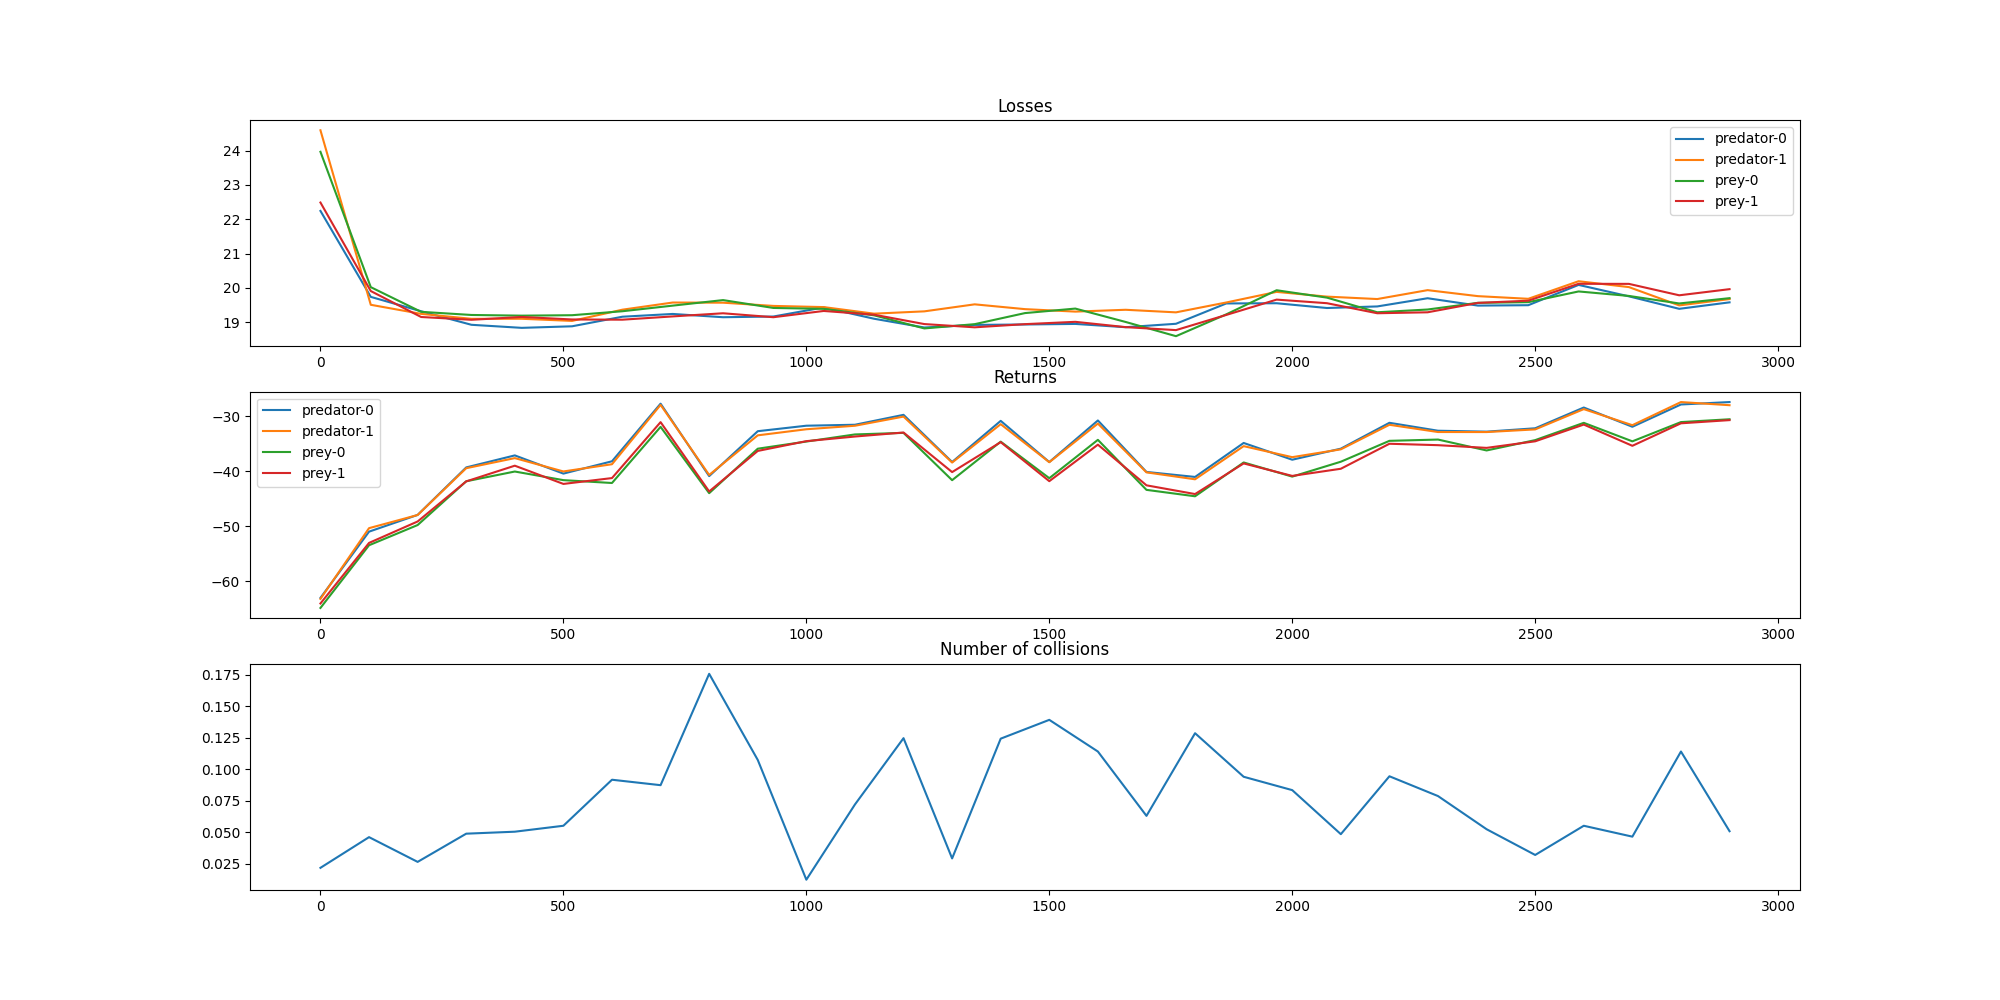 Losses
24
23
22
21
20
19
predator-0
predator-1
prey-0
prey-1
0 500 1000 1500 2000 2500 3000
Returns
−30
−40
−50
−60
predator-0
predator-1
prey-0
prey-1
0 500 1000 1500 2000 2500 3000
Number of collisions
0.175
0.150
0.125
0.100
0.075
0.050
0.025
0 500 1000 1500 2000 2500 3000